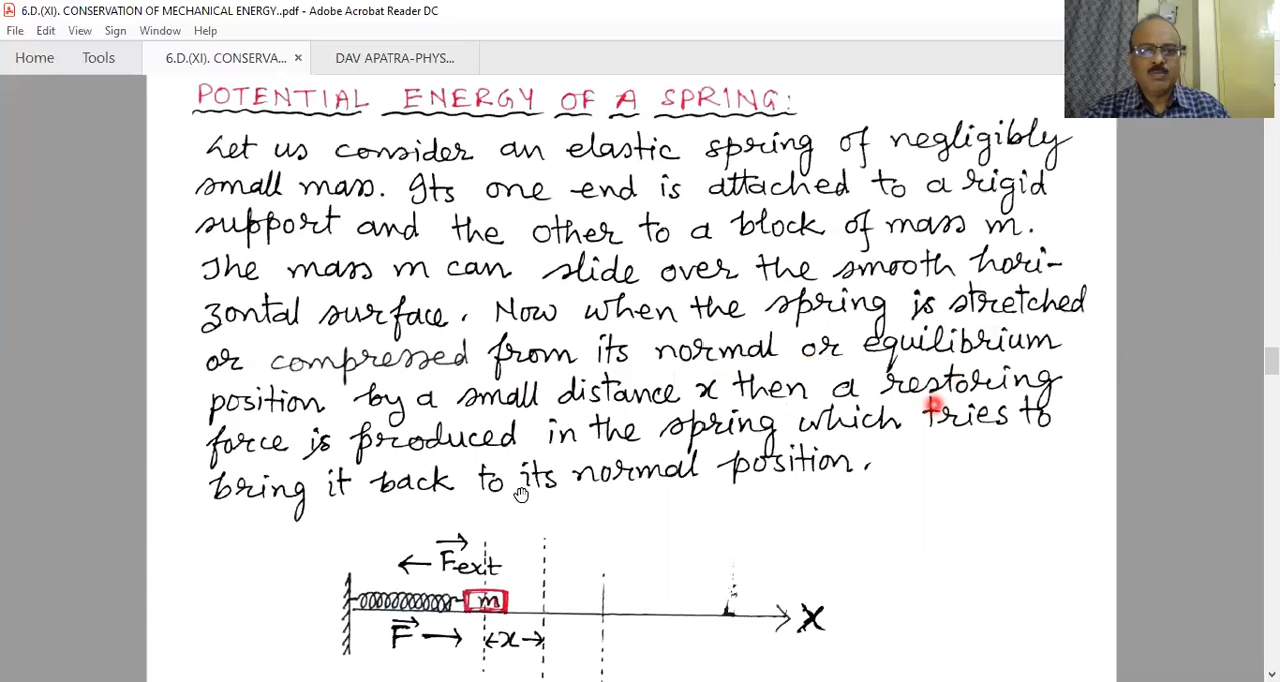 6.D.(XI). CONSERVATION OF MECHANICAL ENERGY..pdf - Adobe Acrobat Reader DC
File Edit View Sign Window Help
Home Tools 6.D.(XI). CONSERVA... × DAV APATRA-PHYS...
POTENTIAL ENERGY OF A SPRING:
Let us consider an elastic spring of negligibly
small mass. Its one end is attached to a rigid
support and the other to a block of mass m.
The mass m can slide over the smooth hori-
zontal surface. Now when the spring is stretched
or compressed from its normal or equilibrium
position by a small distance x then a restoring
force is produced in the spring which tries to
bring it back to its normal position.
← F⃗exit
m
F⃗ → ←x→ X